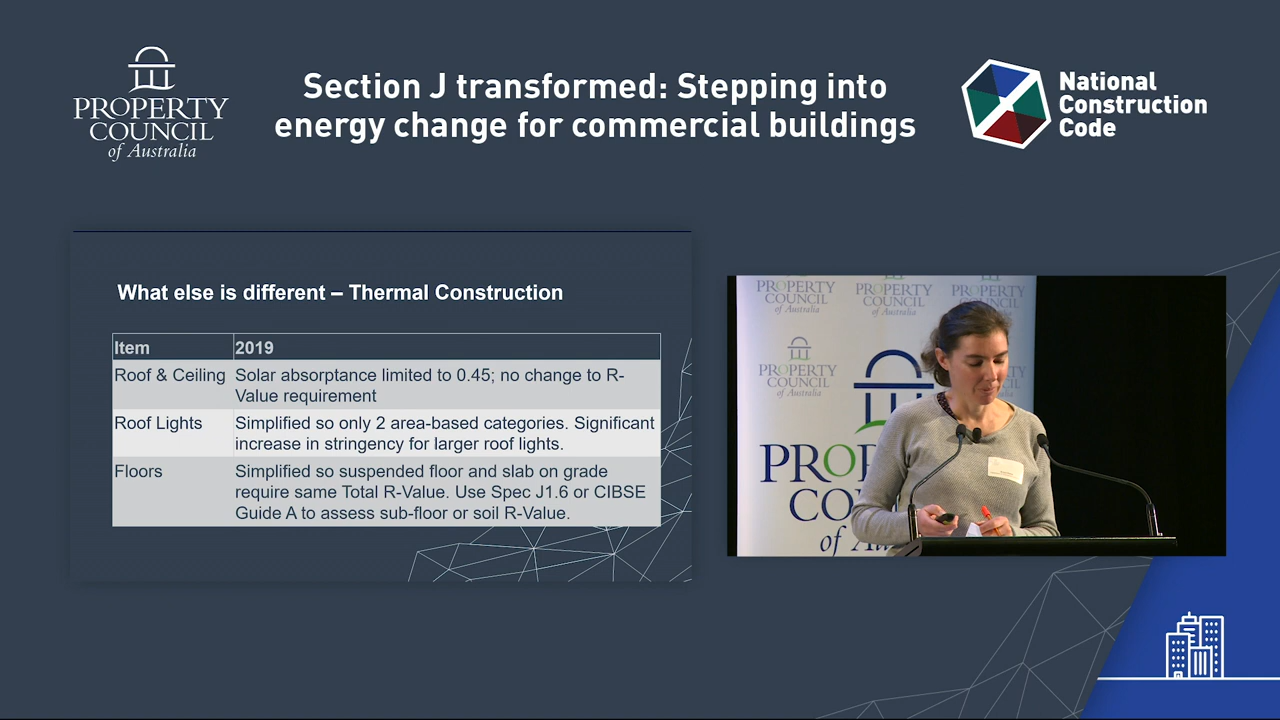 PROPERTY
COUNCIL
of Australia
Section J transformed: Stepping into
energy change for commercial buildings
National
Construction
Code
What else is different – Thermal Construction
Item 2019
Roof & Ceiling Solar absorptance limited to 0.45; no change to R-
Value requirement
Roof Lights Simplified so only 2 area-based categories. Significant
increase in stringency for larger roof lights.
Floors Simplified so suspended floor and slab on grade
require same Total R-Value. Use Spec J1.6 or CIBSE
Guide A to assess sub-floor or soil R-Value.
PROPERTY
COUNCIL
of Australia
PROPERTY
COUNCIL
of Australia
PROPERTY
COUNCIL
of Australia
PROPERTY
COUNCIL
of Australia
PRO
CO
of Au